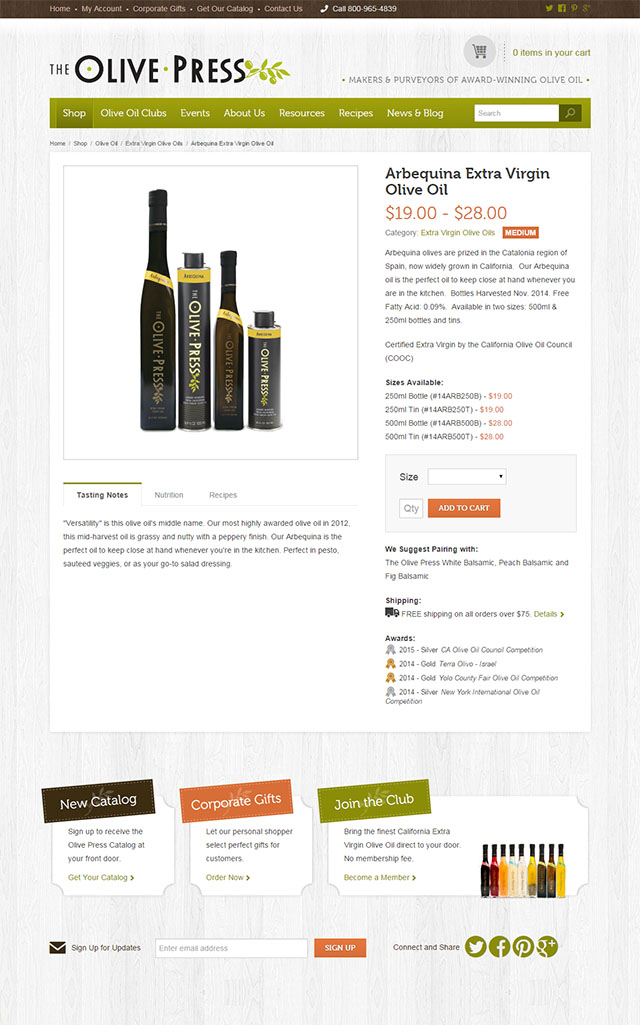 Home • My Account • Corporate Gifts • Get Our Catalog • Contact Us
Call 800-965-4839
0 items in your cart
THE OLIVE·PRESS
• MAKERS & PURVEYORS OF AWARD-WINNING OLIVE OIL •
Shop Olive Oil Clubs Events About Us Resources Recipes News & Blog Search
Home / Shop / Olive Oil / Extra Virgin Olive Oils / Arbequina Extra Virgin Olive Oil
ARBEQUINA
THE OLIVE·PRESS
THE OLIVE·PRESS
THE OLIVE·PRESS
THE OLIVE·PRESS
Arbequina Extra Virgin
Olive Oil
$19.00 - $28.00
Category: Extra Virgin Olive Oils MEDIUM
Arbequina olives are prized in the Catalonia region of
Spain, now widely grown in California. Our Arbequina
oil is the perfect oil to keep close at hand whenever you
are in the kitchen. Bottles Harvested Nov. 2014. Free
Fatty Acid: 0.09%. Available in two sizes: 500ml &
250ml bottles and tins.
Certified Extra Virgin by the California Olive Oil Council
(COOC)
Sizes Available:
250ml Bottle (#14ARB250B) - $19.00
250ml Tin (#14ARB250T) - $19.00
500ml Bottle (#14ARB500B) - $28.00
500ml Tin (#14ARB500T) - $28.00
Size
Qty ADD TO CART
We Suggest Pairing with:
The Olive Press White Balsamic, Peach Balsamic and
Fig Balsamic
Shipping:
FREE shipping on all orders over $75. Details
Awards:
2015 - Silver CA Olive Oil Council Competition
2014 - Gold Terra Olivo - Israel
2014 - Gold Yolo County Fair Olive Oil Competition
2014 - Silver New York International Olive Oil
Competition
Tasting Notes Nutrition Recipes
"Versatility" is this olive oil's middle name. Our most highly awarded olive oil in 2012,
this mid-harvest oil is grassy and nutty with a peppery finish. Our Arbequina is the
perfect oil to keep close at hand whenever you're in the kitchen. Perfect in pesto,
sauteed veggies, or as your go-to salad dressing.
New Catalog
Sign up to receive the
Olive Press Catalog at
your front door.
Get Your Catalog
Corporate Gifts
Let our personal shopper
select perfect gifts for
customers.
Order Now
Join the Club
Bring the finest California Extra
Virgin Olive Oil direct to your door.
No membership fee.
Become a Member
Sign Up for Updates Enter email address SIGN UP Connect and Share